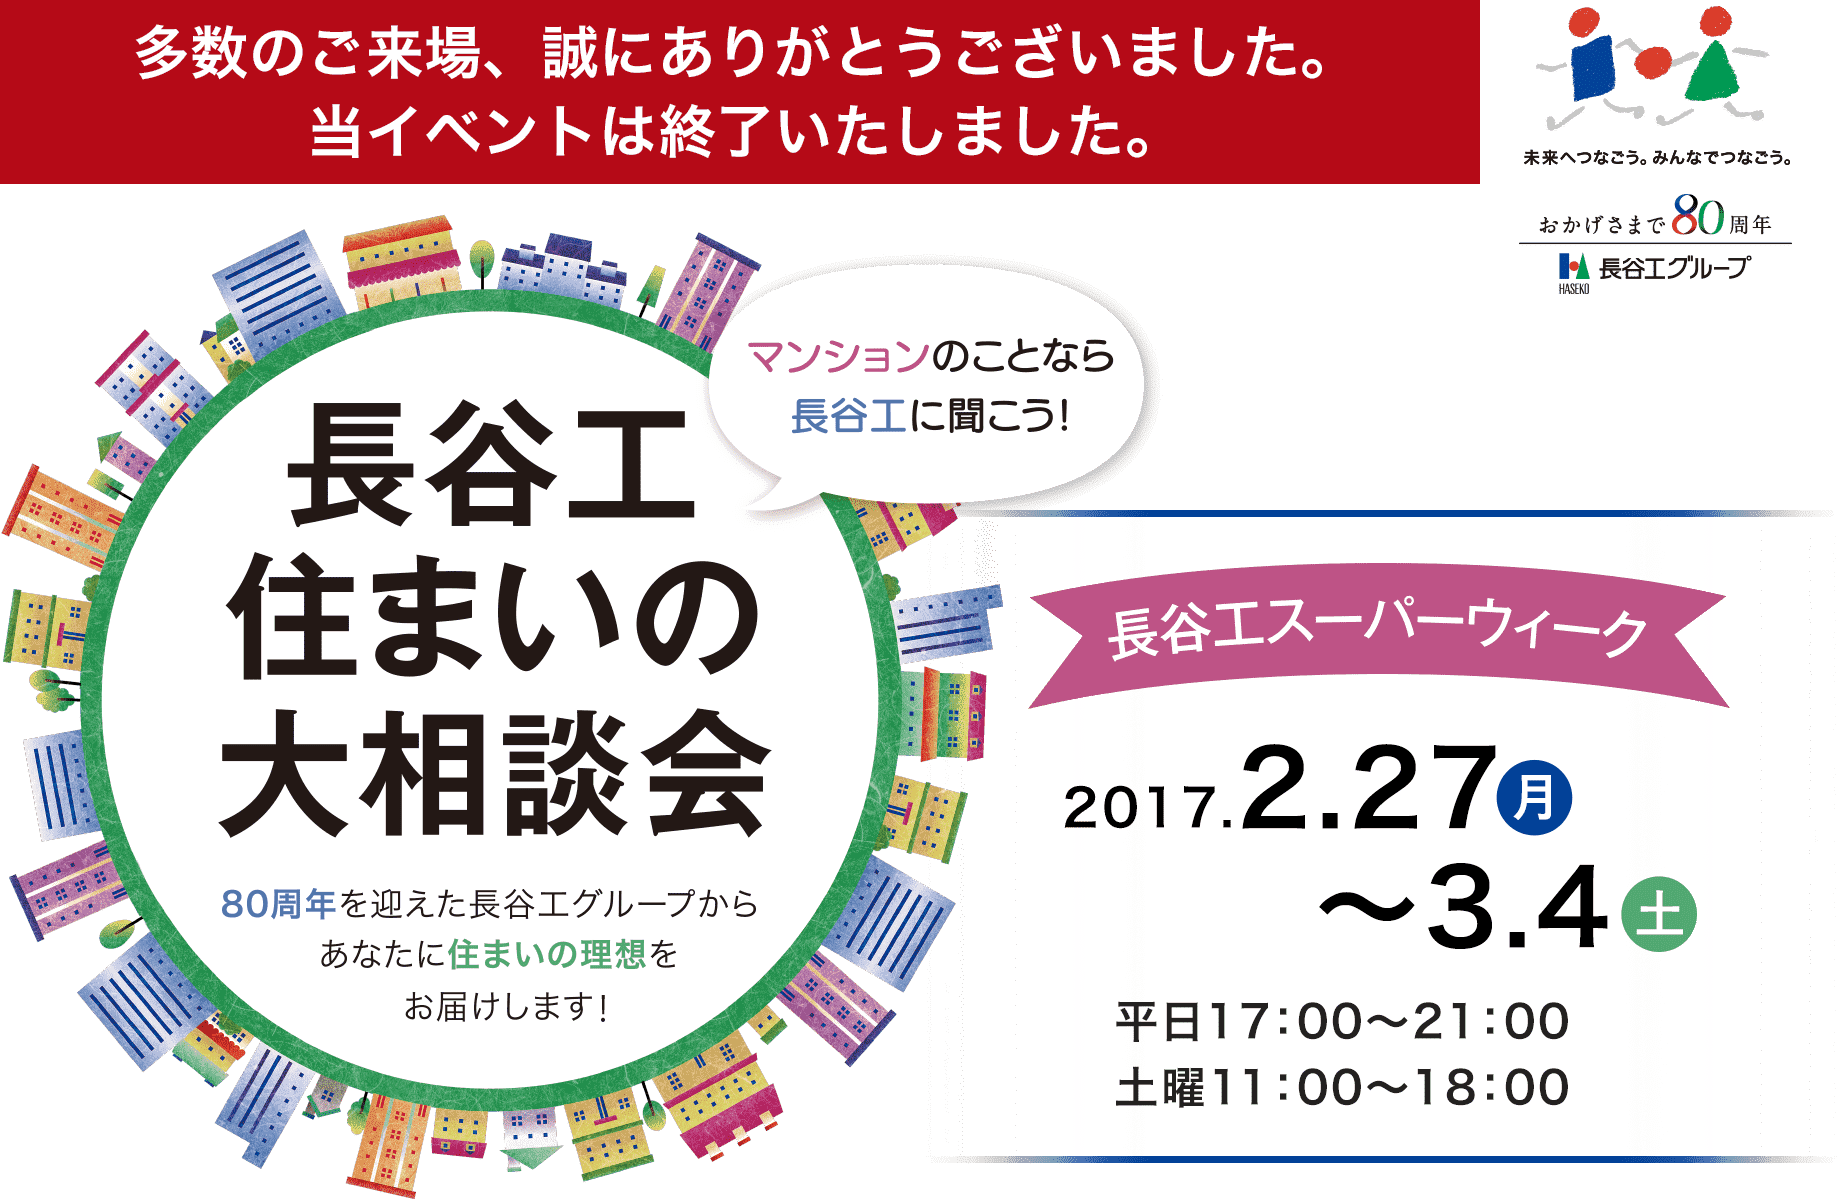 多数のご来場、誠にありがとうございました。
当イベントは終了いたしました。
未来へつなごう。みんなでつなごう。
おかげさまで80周年
HASEKO
長谷工グループ
マンションのことなら
長谷工に聞こう!
長谷工
住まいの
大相談会
80周年を迎えた長谷工グループから
あなたに住まいの理想を
お届けします!
長谷工スーパーウィーク
2017.2.27月
〜3.4土
平日17:00〜21:00
土曜11:00〜18:00